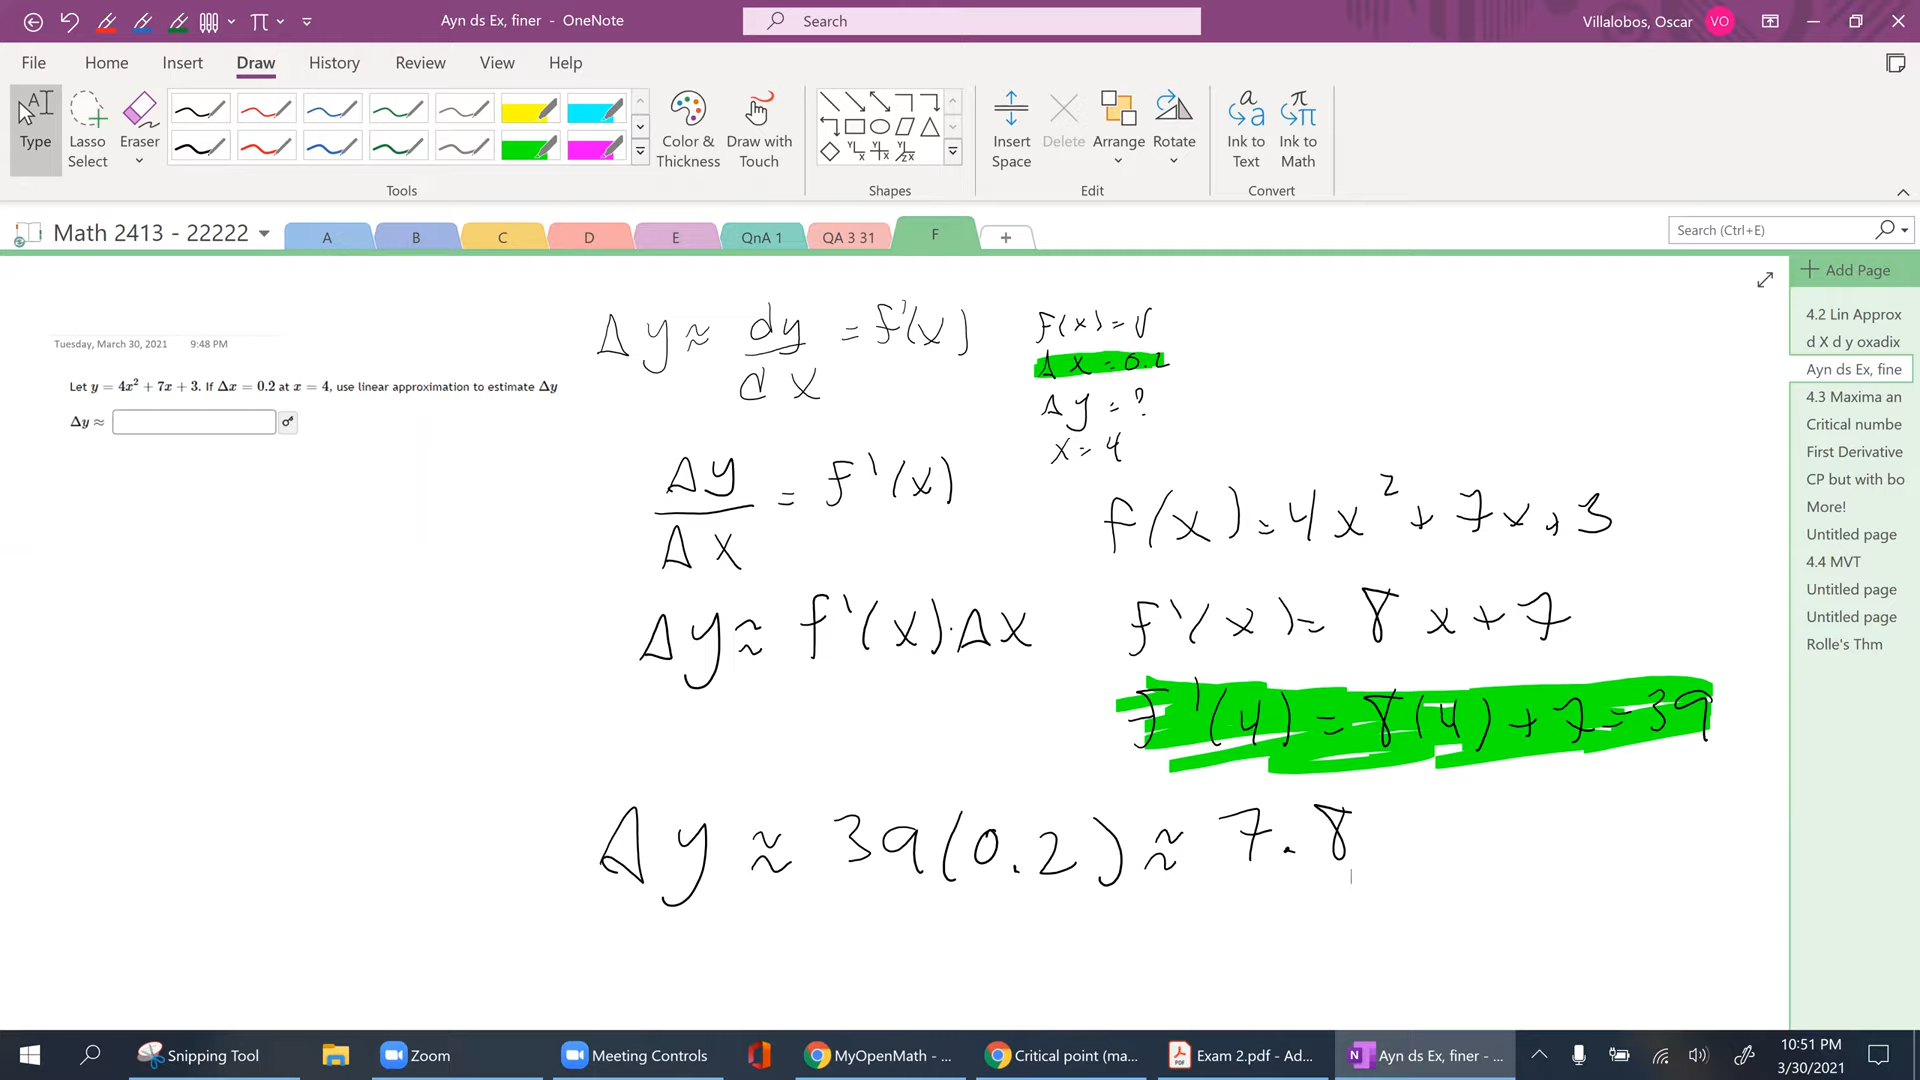 Ayn ds Ex, finer - OneNote
Search
Villalobos, Oscar VO
File Home Insert Draw History Review View Help
Type
Lasso Select
Eraser
Color & Thickness
Draw with Touch
Insert Space
Delete
Arrange
Rotate
Ink to Text
Ink to Math
Tools
Shapes
Edit
Convert
Math 2413 - 22222
A B C D E QnA 1 QA 3 31 F +
Search (Ctrl+E)
Tuesday, March 30, 2021 9:48 PM
Let y = 4x² + 7x + 3. If Δx = 0.2 at x = 4, use linear approximation to estimate Δy
Δy ≈
Δy ≈ dy/dx = f'(x)
Δx = 0.2
Δy = ?
x = 4
Δy/Δx = f'(x)
f(x) = 4x² + 7x + 3
Δy ≈ f'(x)·Δx
f'(x) = 8x + 7
f'(4) = 8(4) + 7 = 39
Δy ≈ 39(0.2) ≈ 7.8
Add Page
4.2 Lin Approx
d X d y oxadix
Ayn ds Ex, fine
4.3 Maxima an
Critical numbe
First Derivative
CP but with bo
More!
Untitled page
4.4 MVT
Untitled page
Untitled page
Rolle's Thm
Snipping Tool
Zoom
Meeting Controls
MyOpenMath - ...
Critical point (ma...
Exam 2.pdf - Ad...
Ayn ds Ex, finer - ...
10:51 PM
3/30/2021